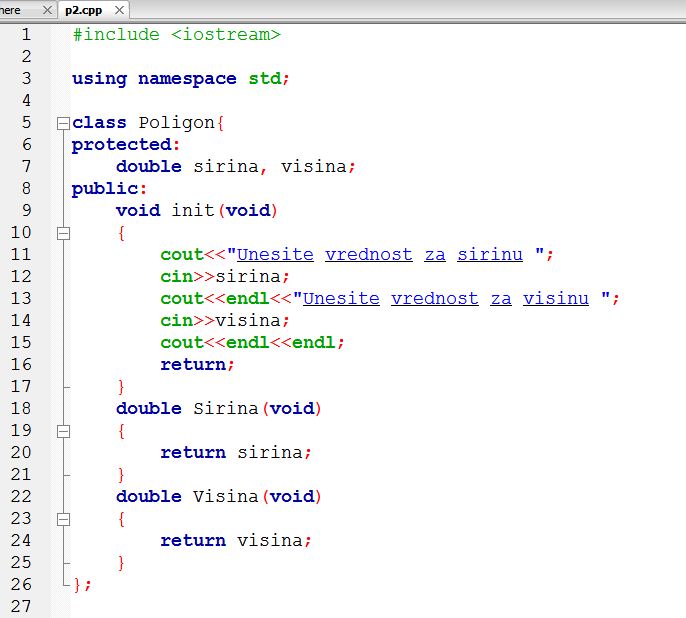 here p2.cpp
1 #include <iostream>
2
3 using namespace std;
4
5 class Poligon{
6 protected:
7     double sirina, visina;
8 public:
9     void init(void)
10     {
11         cout<<"Unesite vrednost za sirinu ";
12         cin>>sirina;
13         cout<<endl<<"Unesite vrednost za visinu ";
14         cin>>visina;
15         cout<<endl<<endl;
16         return;
17     }
18     double Sirina(void)
19     {
20         return sirina;
21     }
22     double Visina(void)
23     {
24         return visina;
25     }
26 };
27